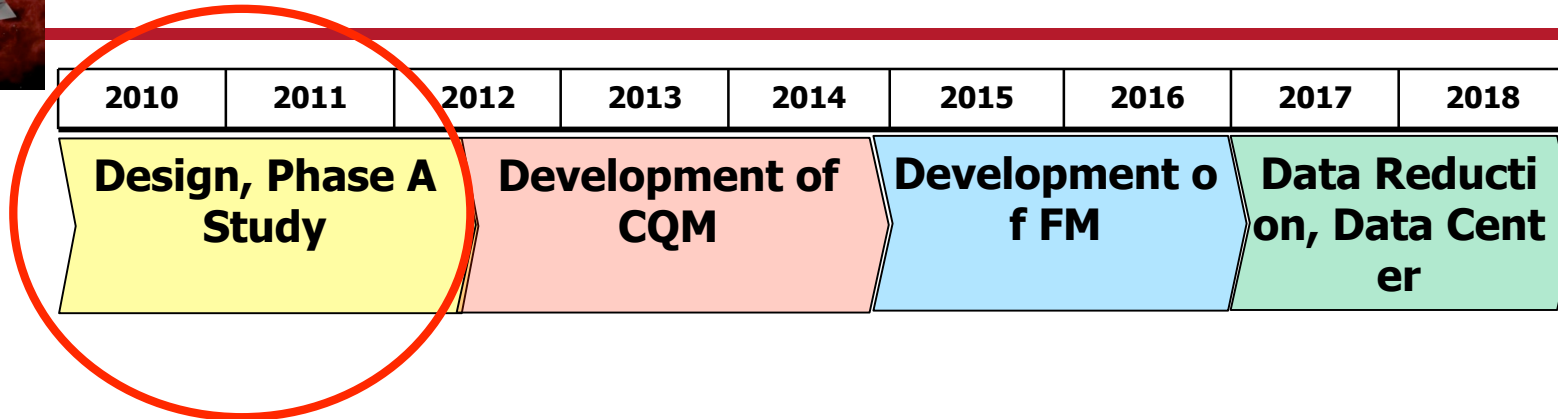 2010 2011 2012 2013 2014 2015 2016 2017 2018
Design, Phase A
Study
Development of
CQM
Development o
f FM
Data Reducti
on, Data Cent
er